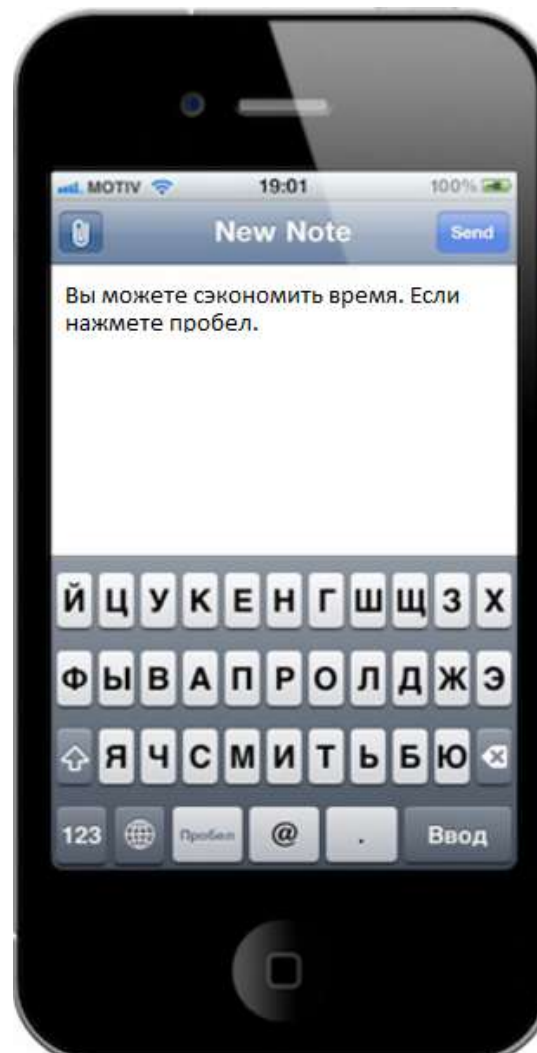 MOTIV 19:01 100%
New Note Send
Вы можете сэкономить время. Если
нажмете пробел.
Й Ц У К Е Н Г Ш Щ З Х
Ф Ы В А П Р О Л Д Ж Э
Я Ч С М И Т Ь Б Ю
123 Пробел @ . Ввод